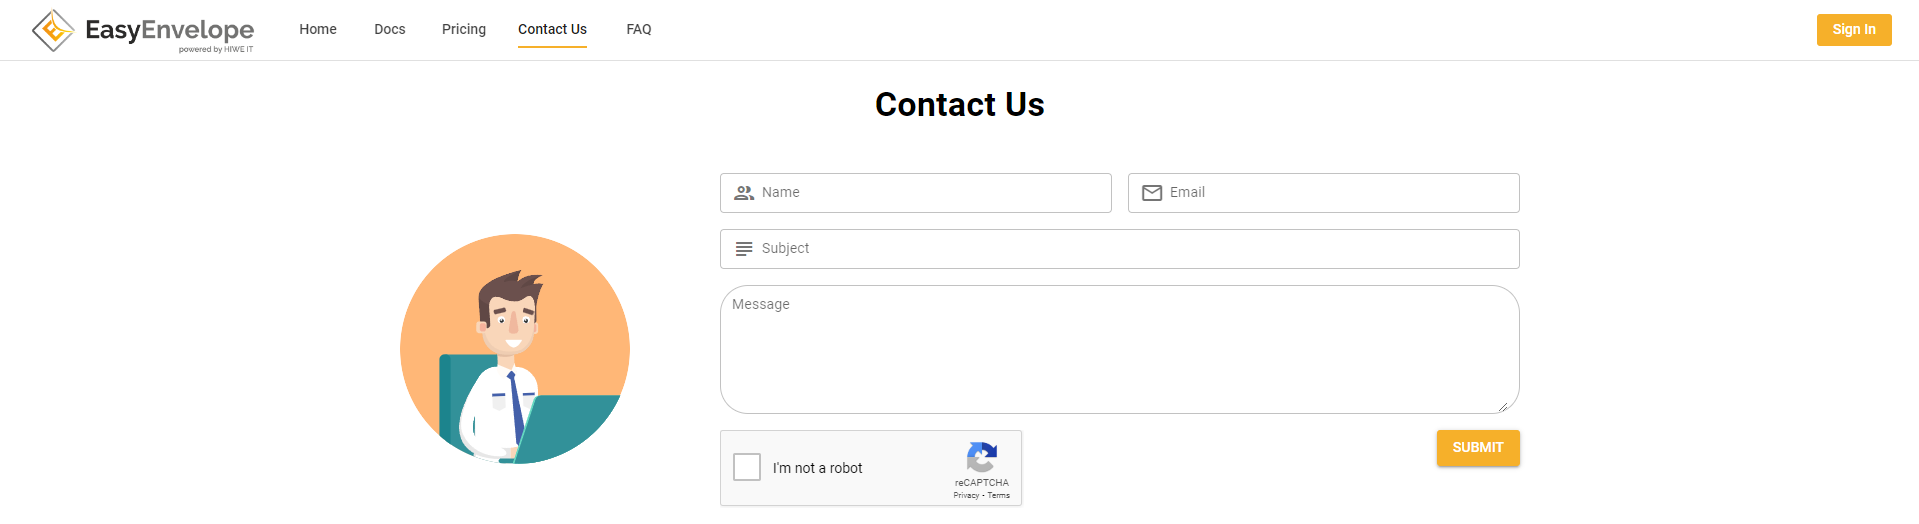 EasyEnvelope
powered by HIWE IT
Home Docs Pricing Contact Us FAQ
Sign In
Contact Us
Name
Email
Subject
Message
I'm not a robot
reCAPTCHA
Privacy - Terms
SUBMIT